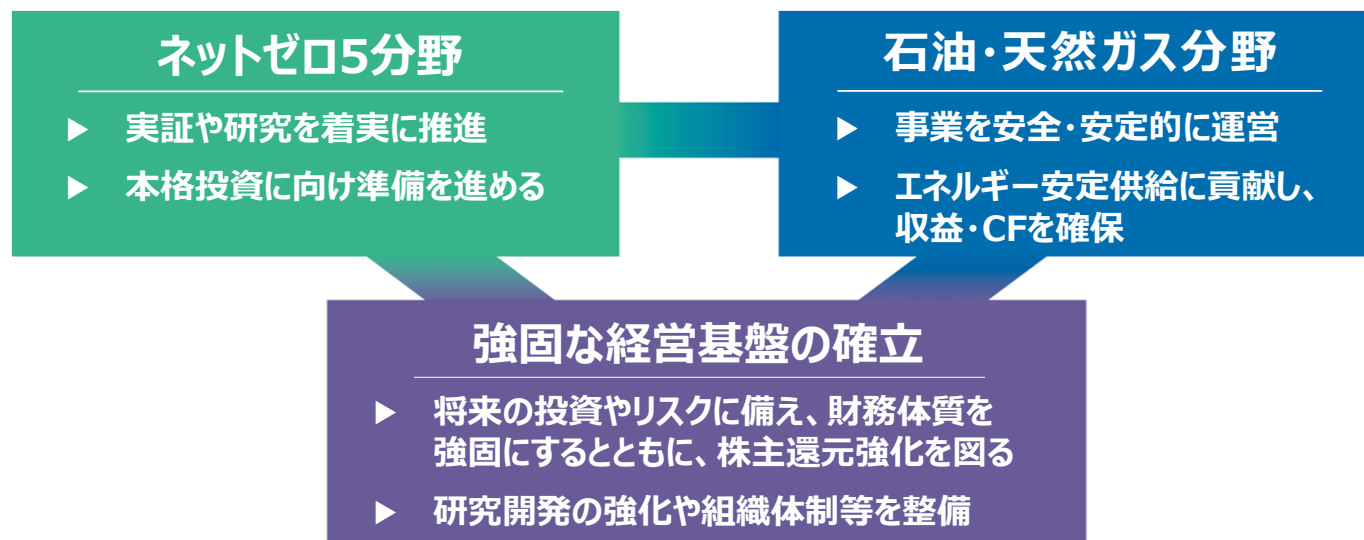 ネットゼロ5分野
▶ 実証や研究を着実に推進
▶ 本格投資に向け準備を進める
石油・天然ガス分野
▶ 事業を安全・安定的に運営
▶ エネルギー安定供給に貢献し、
収益・CFを確保
強固な経営基盤の確立
▶ 将来の投資やリスクに備え、財務体質を
強固にするとともに、株主還元強化を図る
▶ 研究開発の強化や組織体制等を整備